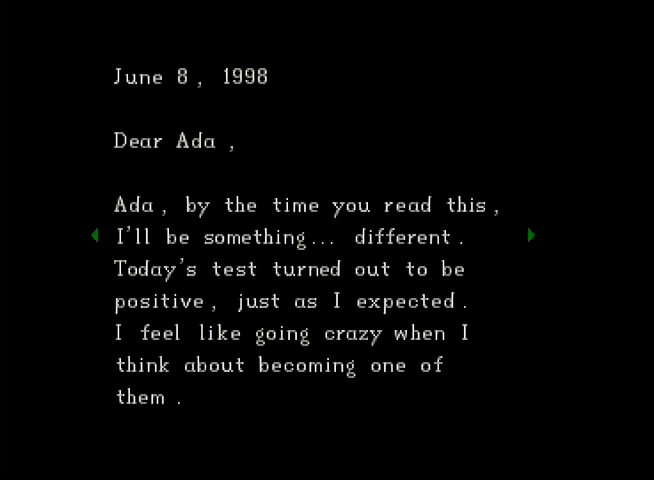 June 8, 1998
Dear Ada,
Ada, by the time you read this,
I'll be something... different.
Today's test turned out to be
positive, just as I expected.
I feel like going crazy when I
think about becoming one of
them.